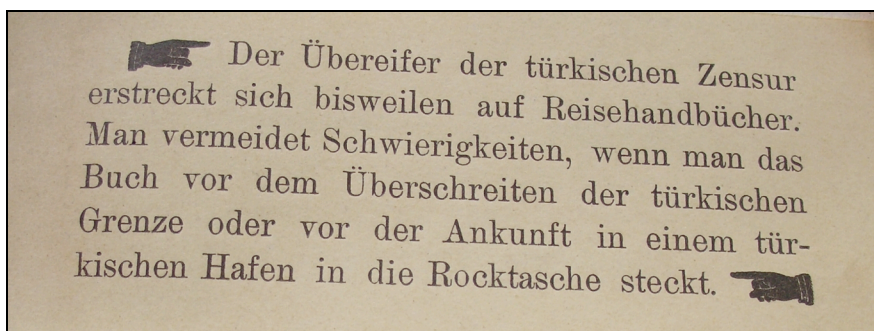 Der Übereifer der türkischen Zensur
erstreckt sich bisweilen auf Reisehandbücher.
Man vermeidet Schwierigkeiten, wenn man das
Buch vor dem Überschreiten der türkischen
Grenze oder vor der Ankunft in einem tür-
kischen Hafen in die Rocktasche steckt.